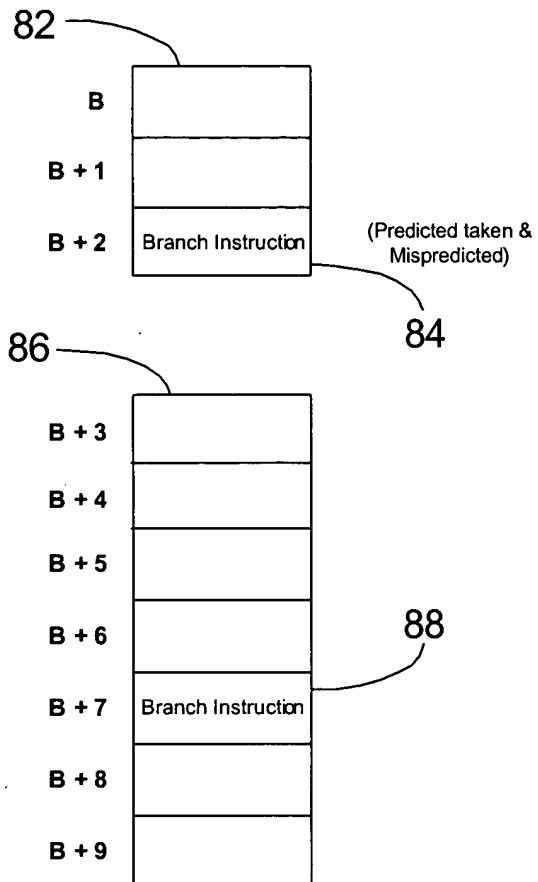 82
B
B + 1
B + 2 Branch Instruction (Predicted taken &
Mispredicted)
84
86
B + 3
B + 4
B + 5
B + 6
88
B + 7 Branch Instruction
B + 8
B + 9